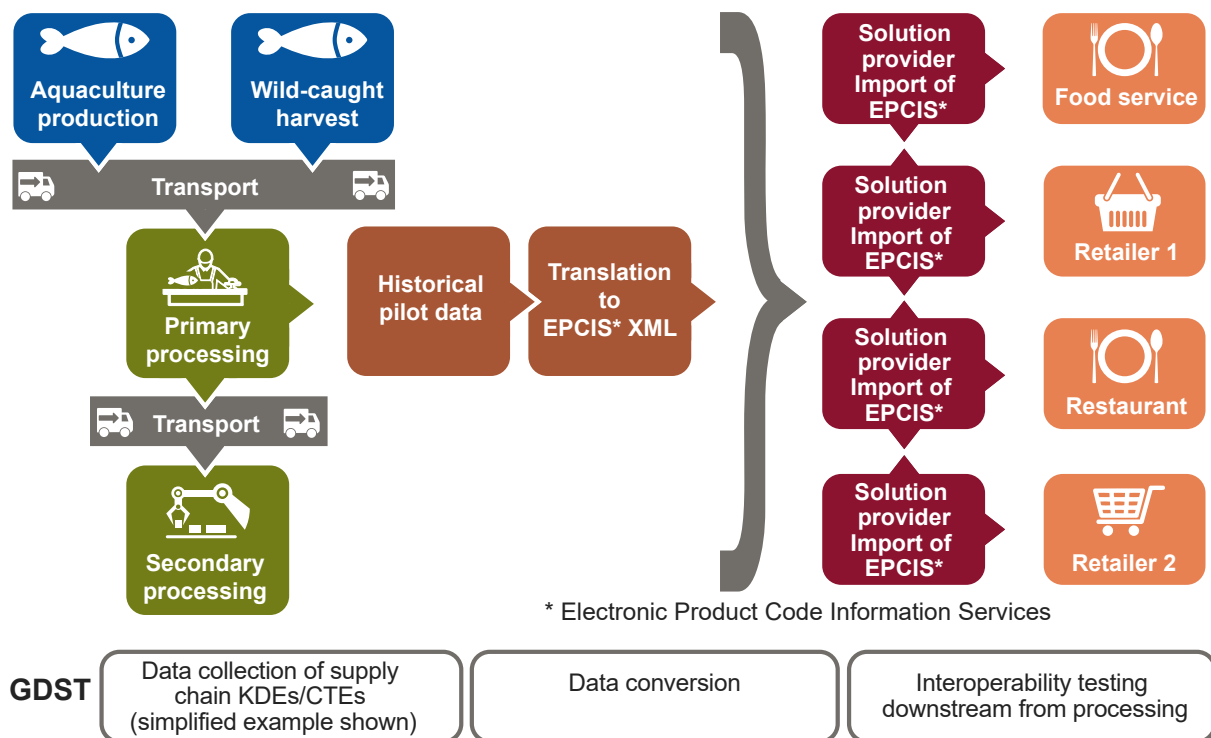 Aquaculture
production
Wild-caught
harvest
Transport
Primary
processing
Transport
Secondary
processing
Historical
pilot data
Translation
to
EPCIS* XML
Solution
provider
Import of
EPCIS*
Food service
Solution
provider
Import of
EPCIS*
Retailer 1
Solution
provider
Import of
EPCIS*
Restaurant
Solution
provider
Import of
EPCIS*
Retailer 2
* Electronic Product Code Information Services
GDST
Data collection of supply
chain KDEs/CTEs
(simplified example shown)
Data conversion
Interoperability testing
downstream from processing